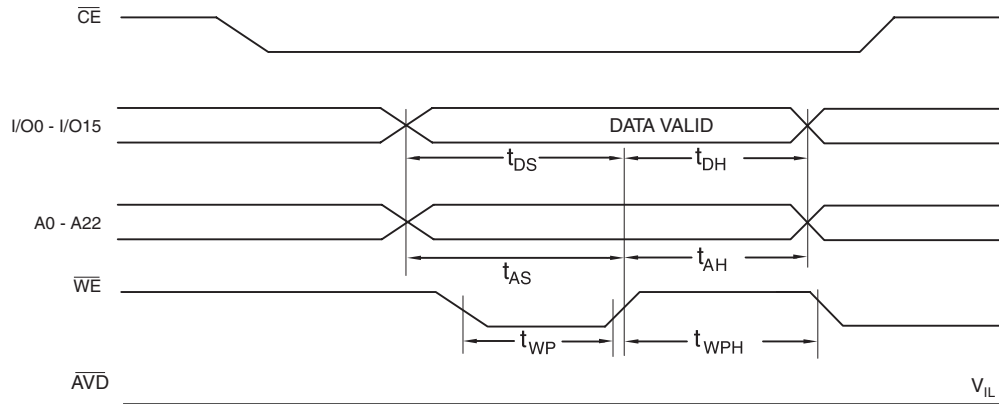 CE
I/O0 - I/O15
DATA VALID
tDS
tDH
A0 - A22
tAS
tAH
WE
tWP
tWPH
AVD
VIL